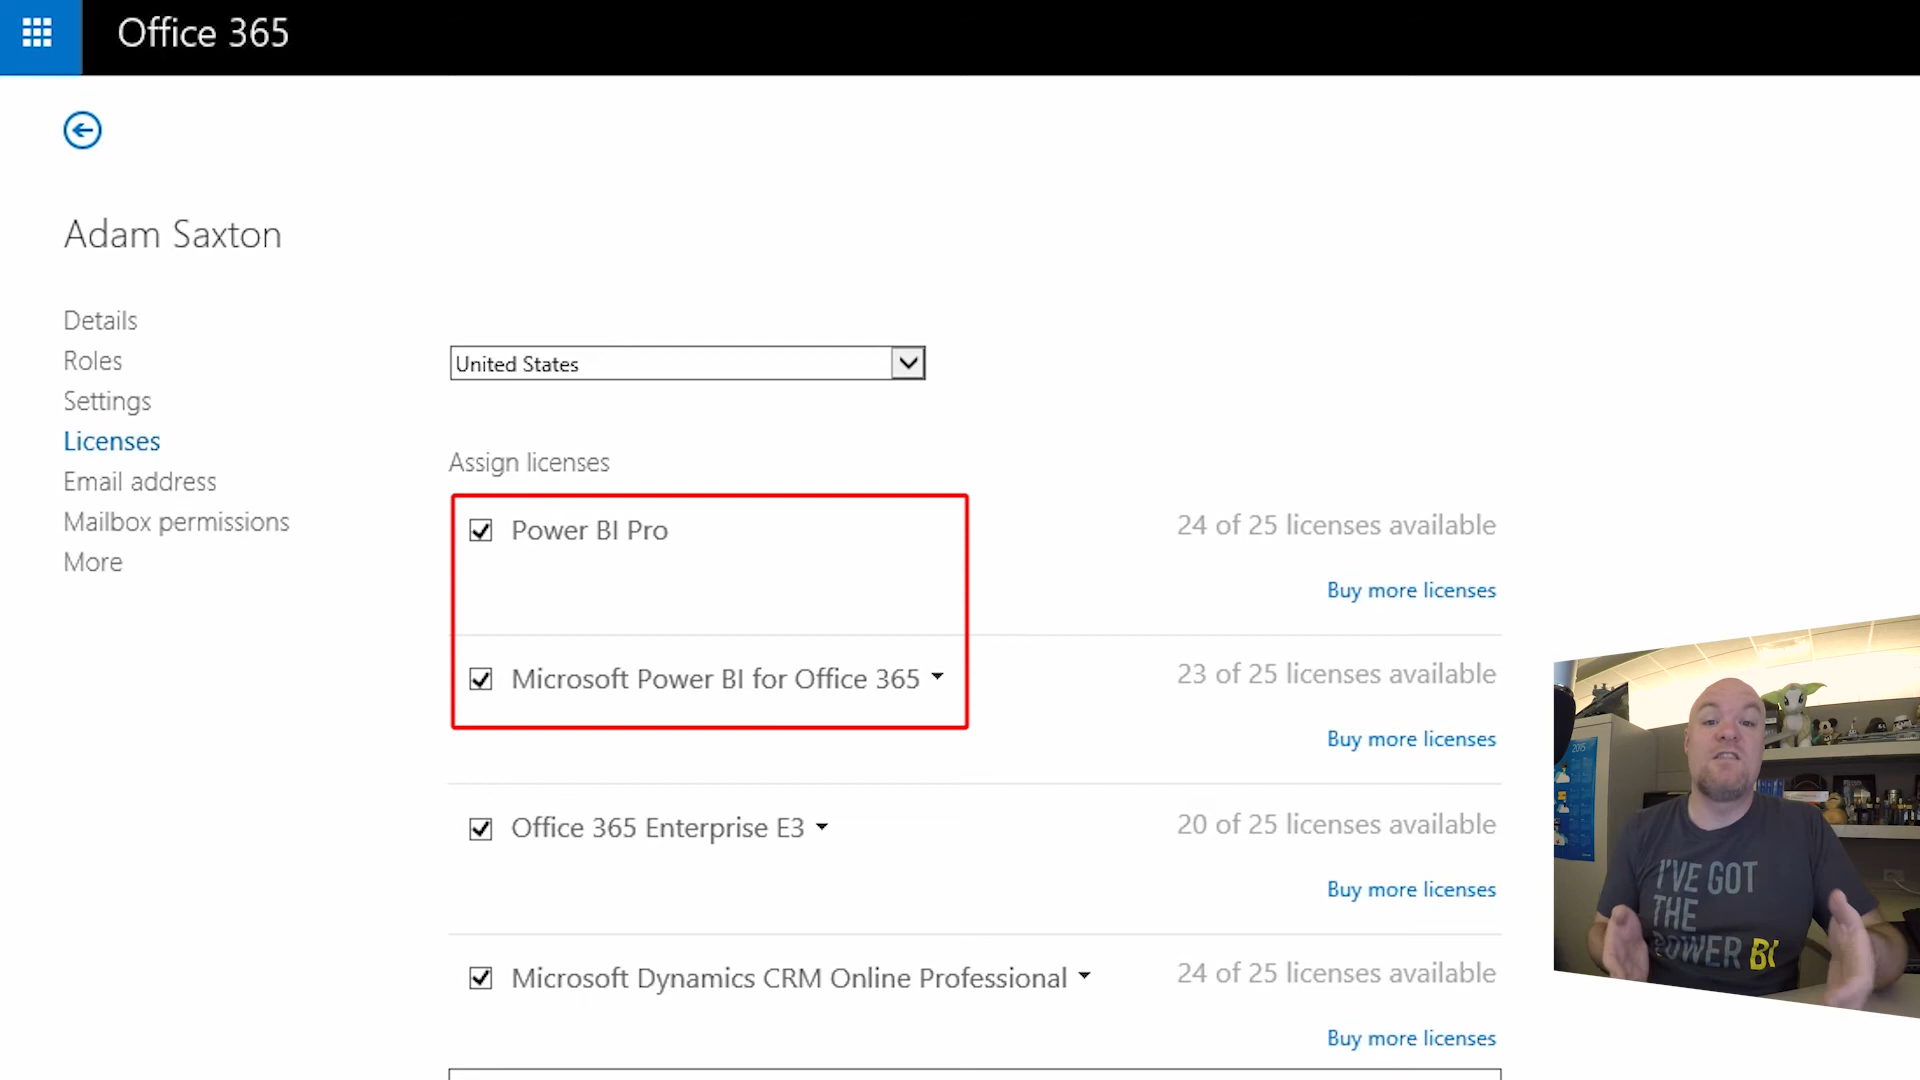 Office 365
Adam Saxton
Details
Roles
Settings
Licenses
Email address
Mailbox permissions
More
United States
Assign licenses
Power BI Pro
24 of 25 licenses available
Buy more licenses
Microsoft Power BI for Office 365
23 of 25 licenses available
Buy more licenses
Office 365 Enterprise E3
20 of 25 licenses available
Buy more licenses
Microsoft Dynamics CRM Online Professional
24 of 25 licenses available
Buy more licenses
2015
I'VE GOT
THE
POWER BI